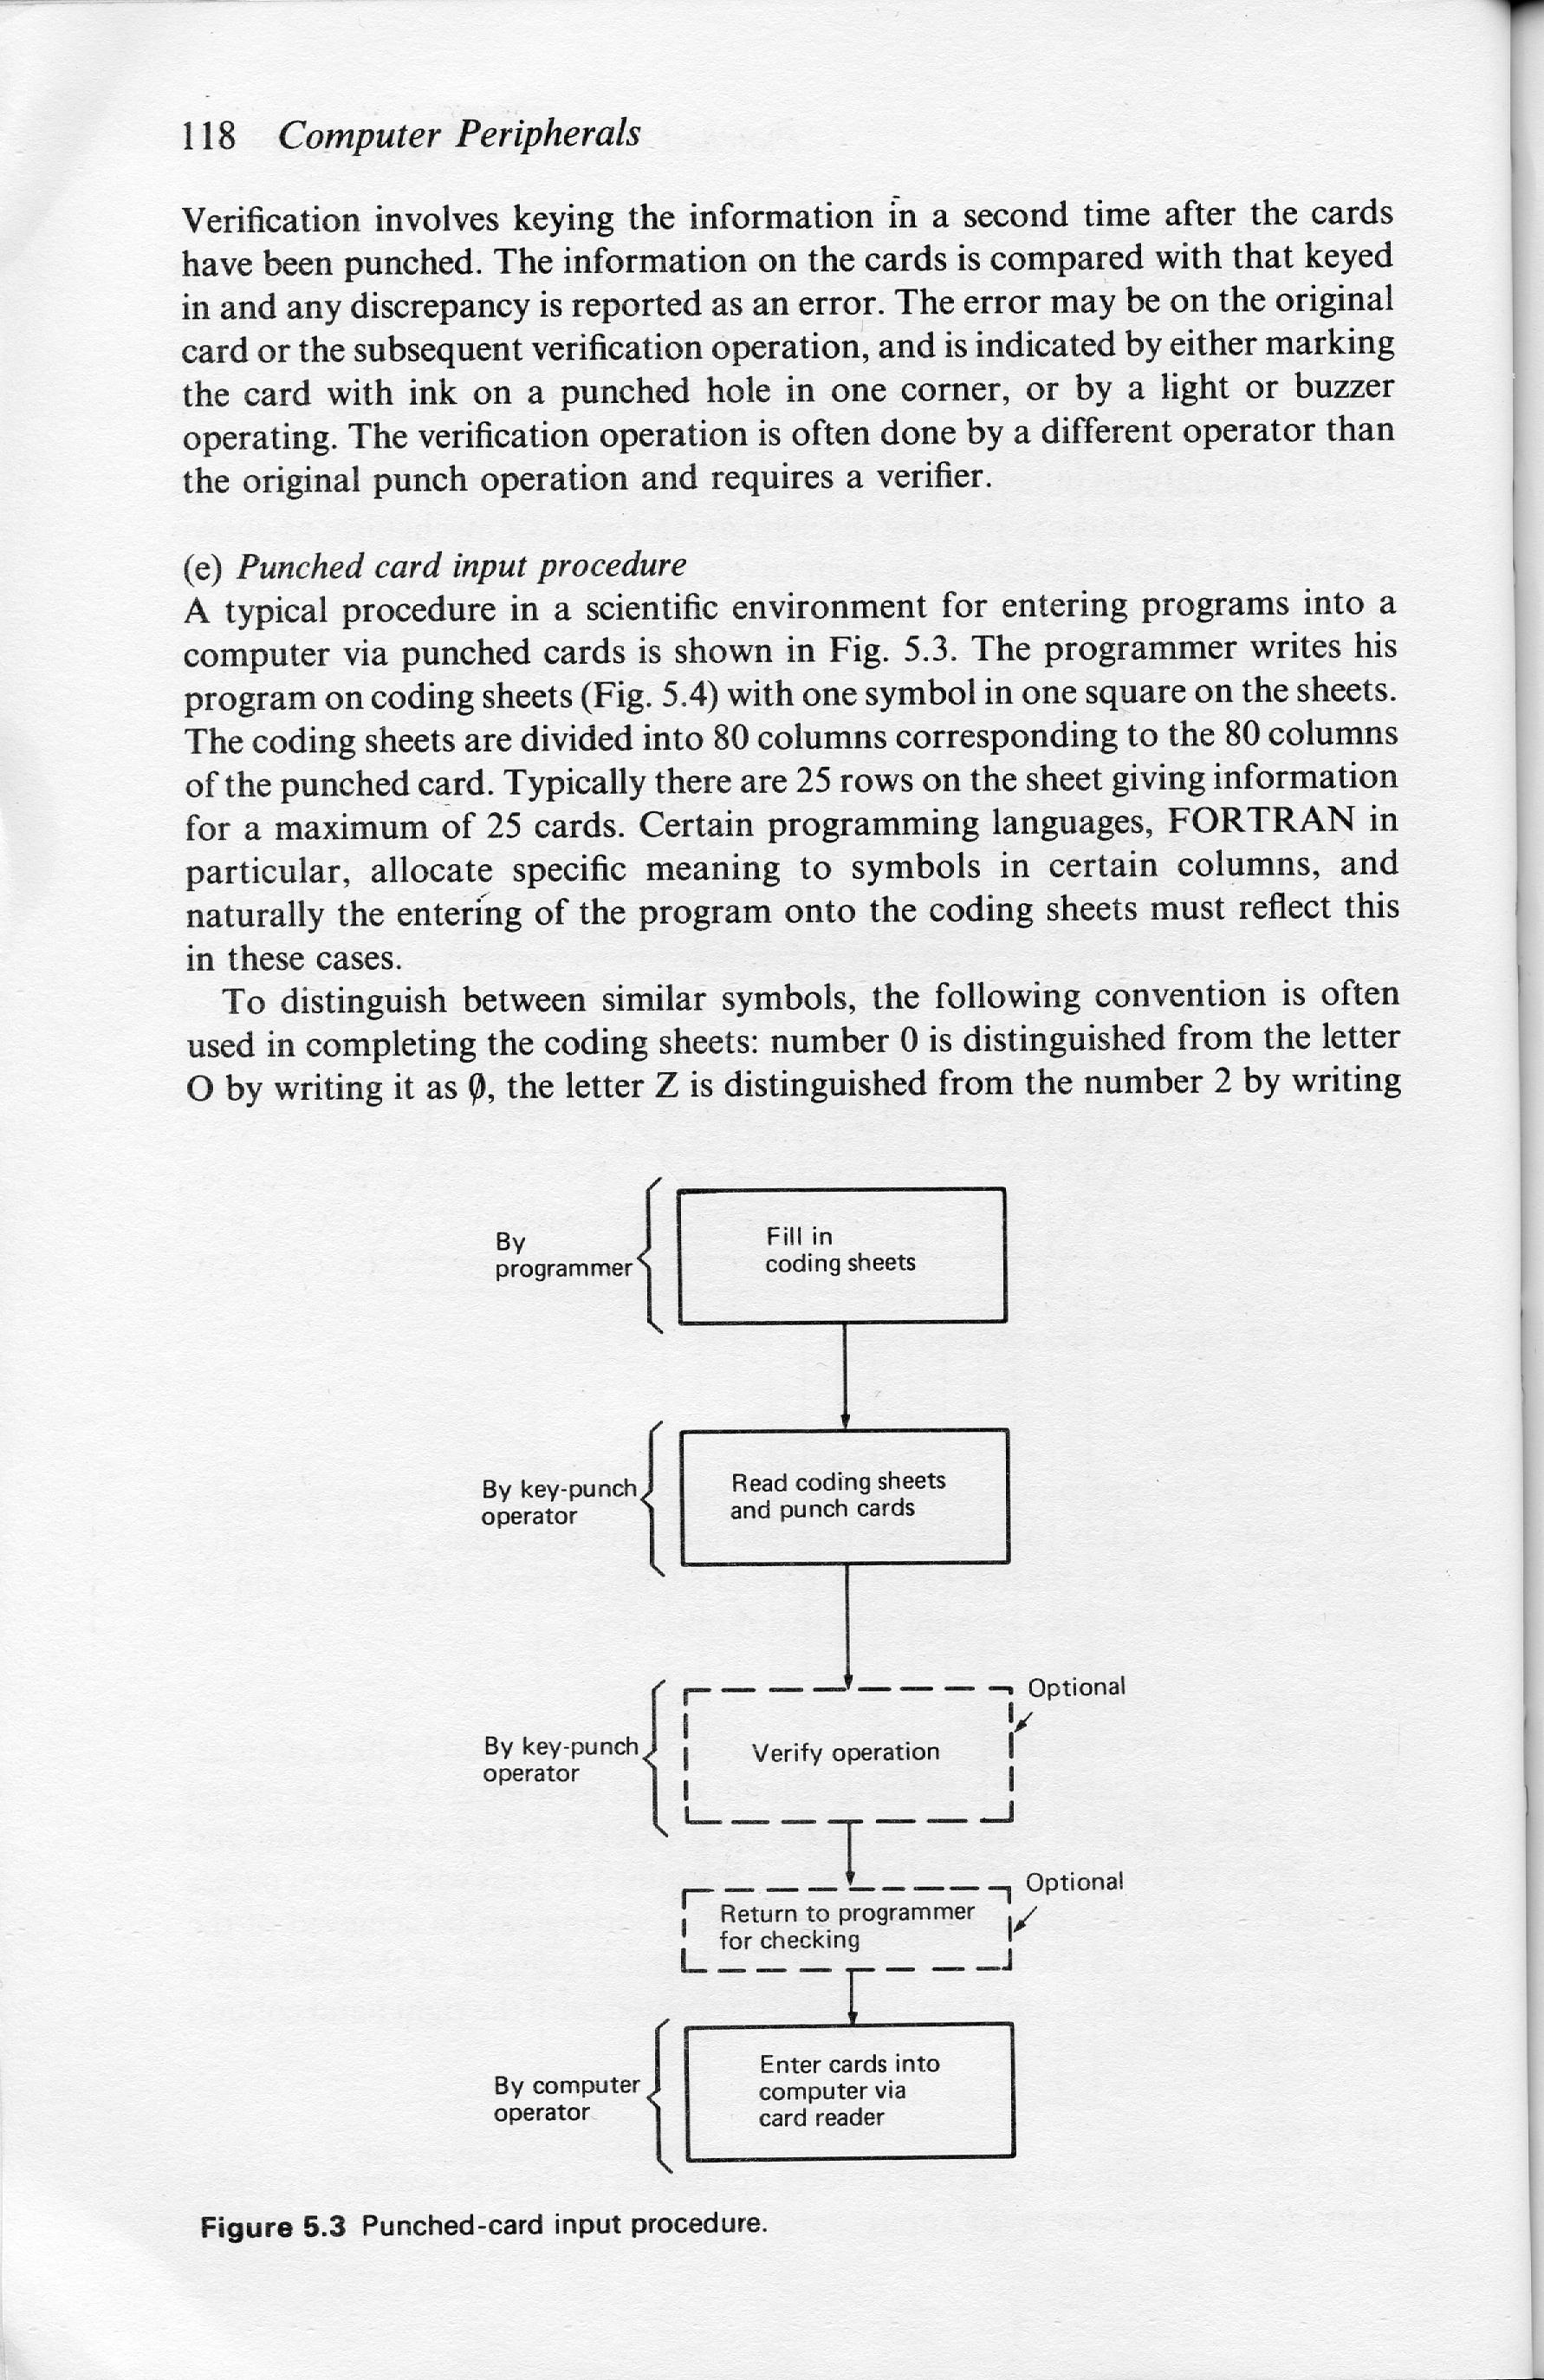 118 Computer Peripherals
Verification involves keying the information in a second time after the cards
have been punched. The information on the cards is compared with that keyed
in and any discrepancy is reported as an error. The error may be on the original
card or the subsequent verification operation, and is indicated by either marking
the card with ink on a punched hole in one corner, or by a light or buzzer
operating. The verification operation is often done by a different operator than
the original punch operation and requires a verifier.
(e) Punched card input procedure
A typical procedure in a scientific environment for entering programs into a
computer via punched cards is shown in Fig. 5.3. The programmer writes his
program on coding sheets (Fig. 5.4) with one symbol in one square on the sheets.
The coding sheets are divided into 80 columns corresponding to the 80 columns
of the punched card. Typically there are 25 rows on the sheet giving information
for a maximum of 25 cards. Certain programming languages, FORTRAN in
particular, allocate specific meaning to symbols in certain columns, and
naturally the entering of the program onto the coding sheets must reflect this
in these cases.
To distinguish between similar symbols, the following convention is often
used in completing the coding sheets: number 0 is distinguished from the letter
O by writing it as Ø, the letter Z is distinguished from the number 2 by writing
By
programmer
Fill in
coding sheets
By key-punch
operator
Read coding sheets
and punch cards
Optional
By key-punch
operator
Verify operation
Optional
Return to programmer
for checking
By computer
operator
Enter cards into
computer via
card reader
Figure 5.3 Punched-card input procedure.